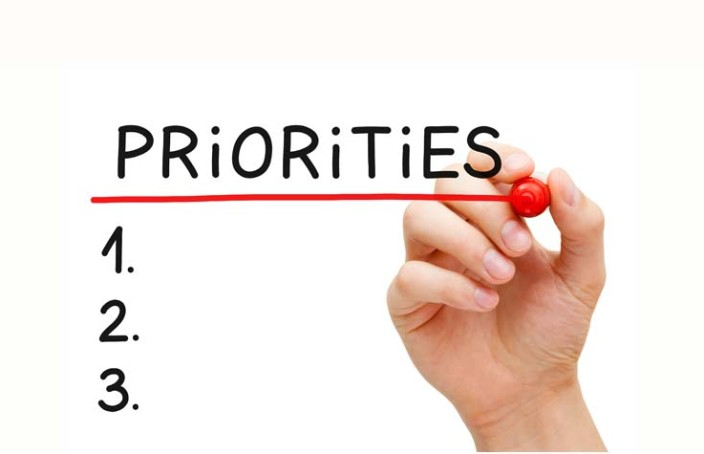 PRiORiTiES
1.
2.
3.